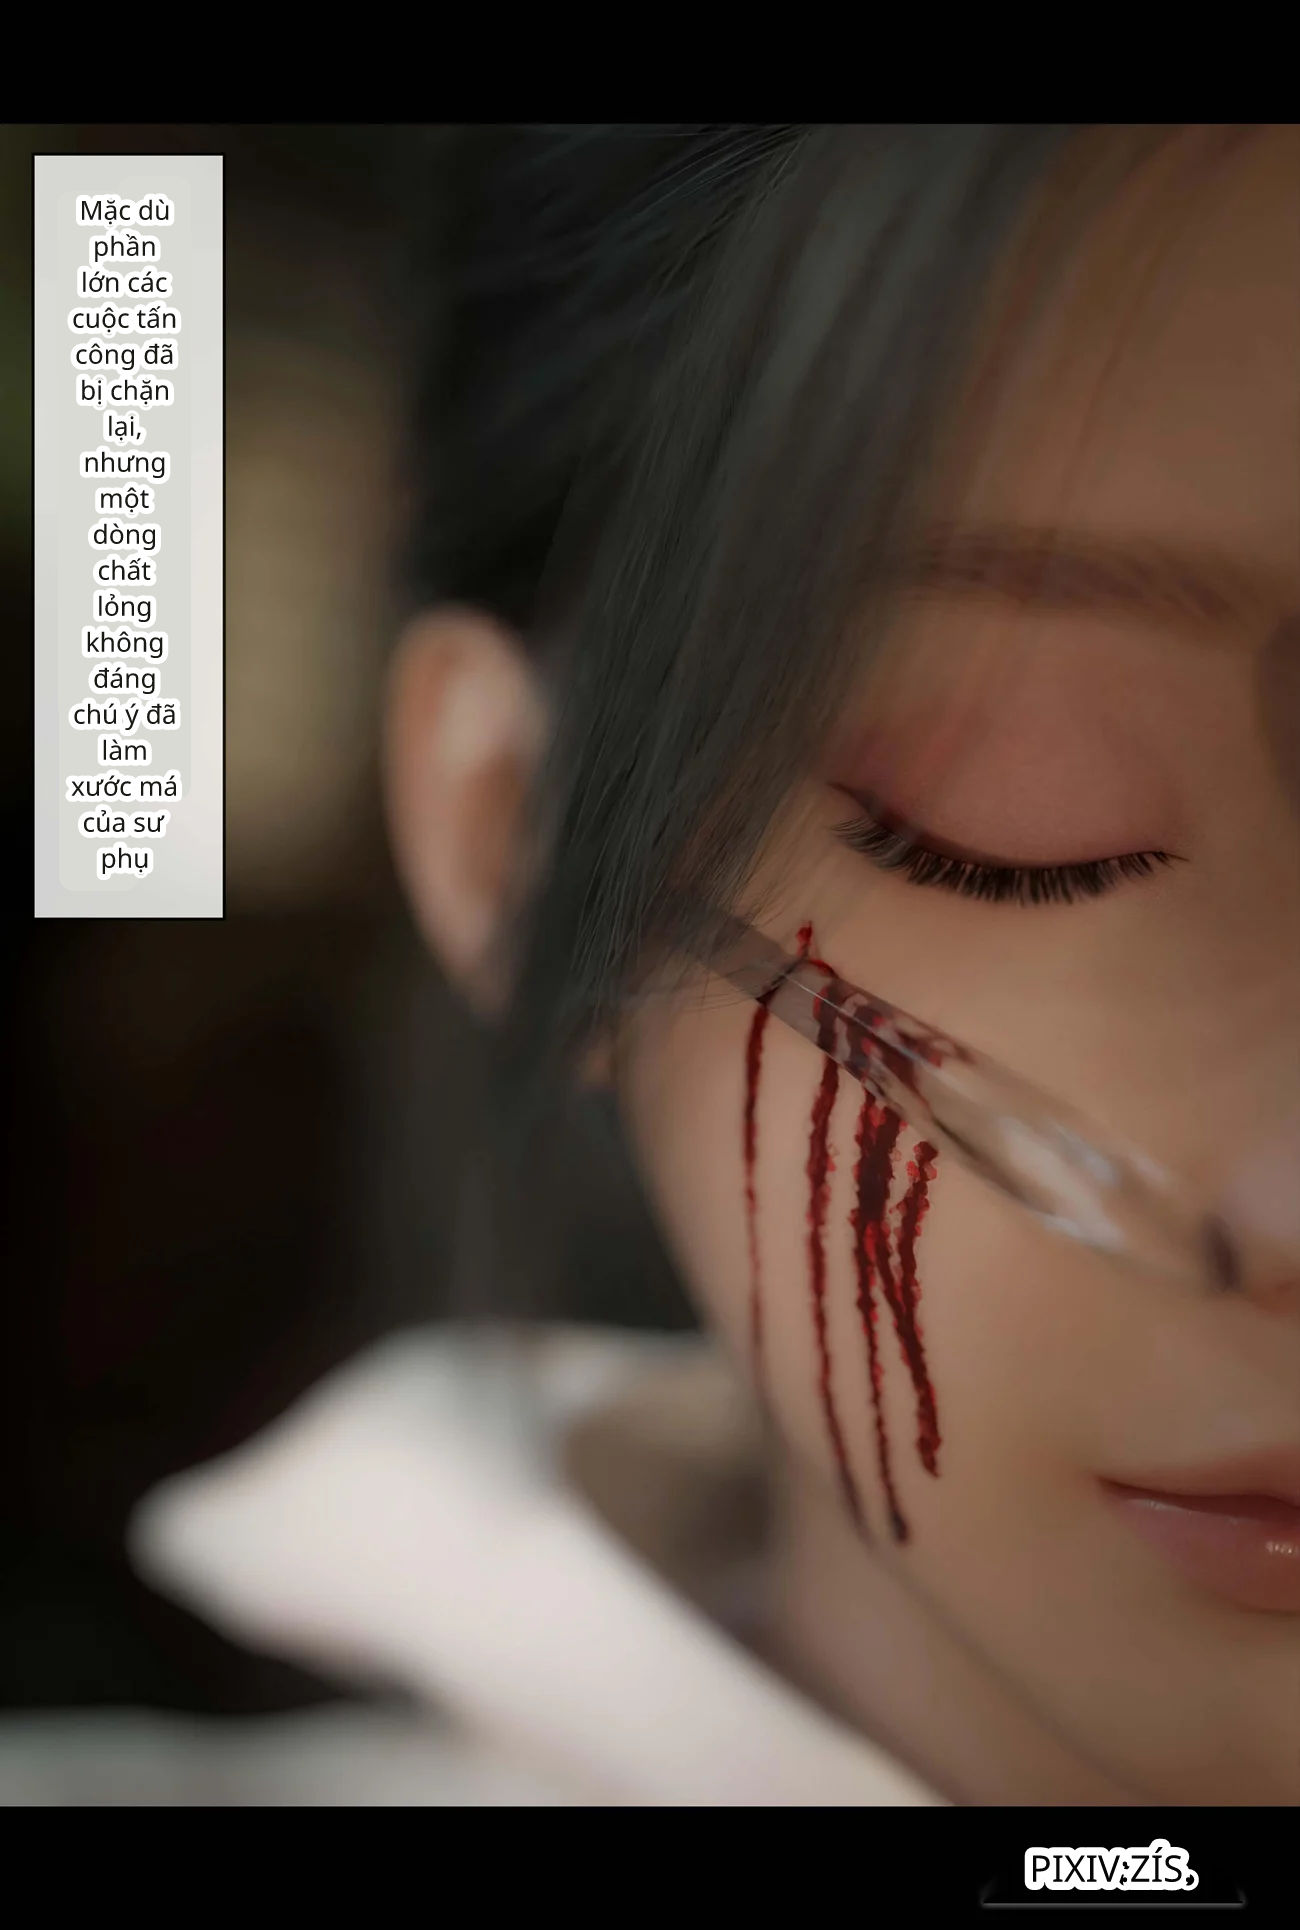 Mặc dù
phần
lớn các
cuộc tấn
công đã
bị chặn
lại,
nhưng
một
dòng
chất
lỏng
không
đáng
chú ý đã
làm
xước má
của sư
phụ
PIXIV:ZÍS,